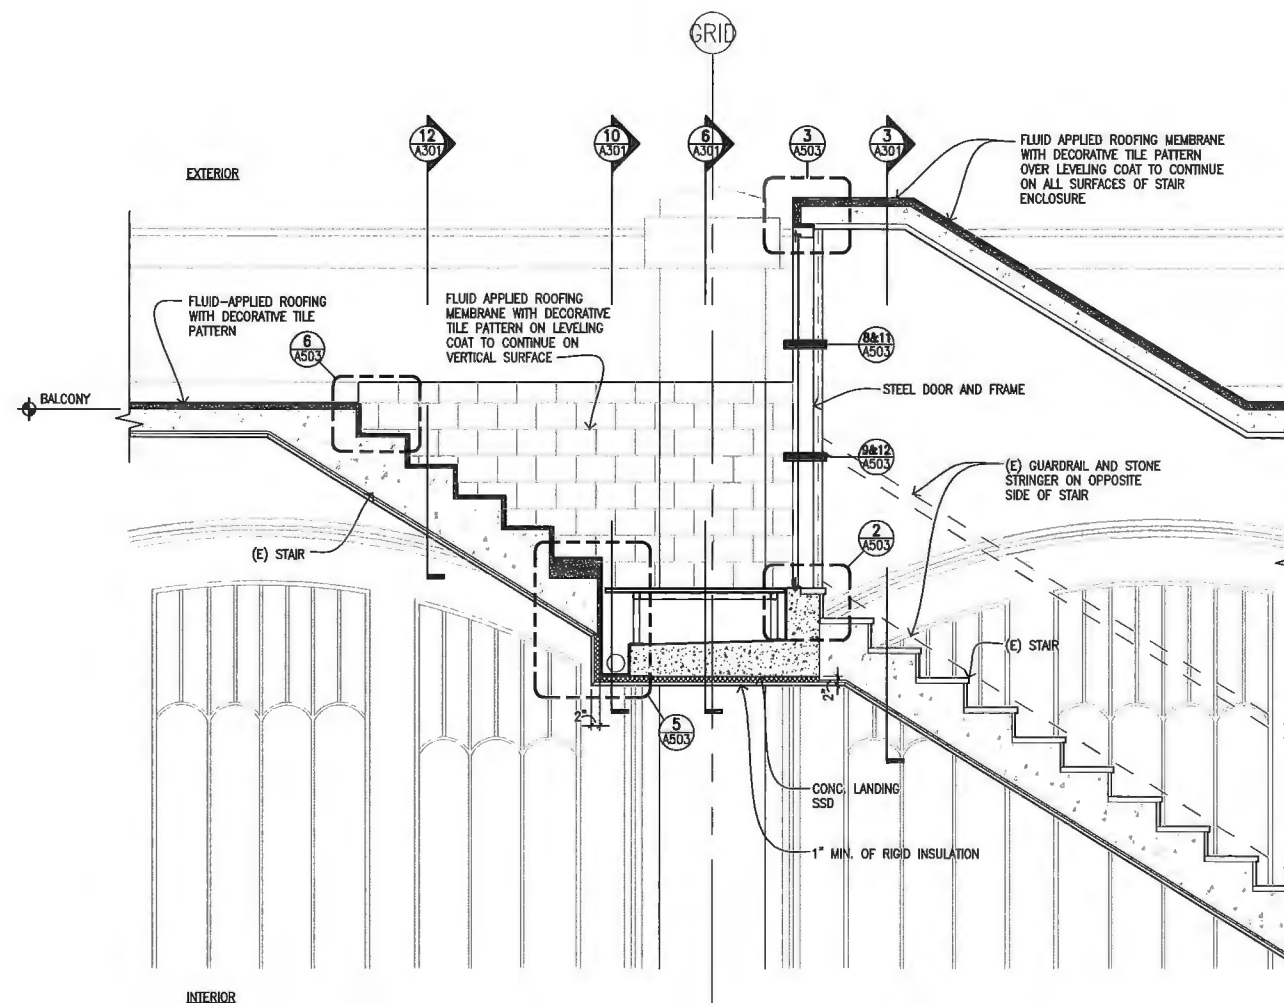 GRID
12
A301
10
A301
6
A301
3
A503
3
A301
FLUID APPLIED ROOFING MEMBRANE
WITH DECORATIVE TILE PATTERN
OVER LEVELING COAT TO CONTINUE
ON ALL SURFACES OF STAIR
ENCLOSURE
EXTERIOR
FLUID-APPLIED ROOFING
WITH DECORATIVE TILE
PATTERN
FLUID APPLIED ROOFING
MEMBRANE WITH DECORATIVE
TILE PATTERN ON LEVELING
COAT TO CONTINUE ON
VERTICAL SURFACE
6
A503
8&11
A503
BALCONY
STEEL DOOR AND FRAME
9&12
A503
(E) GUARDRAIL AND STONE
STRINGER ON OPPOSITE
SIDE OF STAIR
2
A503
(E) STAIR
(E) STAIR
2"
2"
5
A503
CONC. LANDING
SSD
1" MIN. OF RIGID INSULATION
INTERIOR